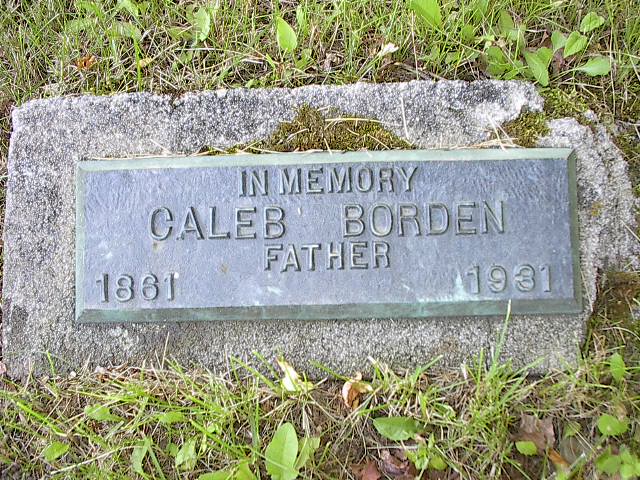 IN MEMORY
CALEB BORDEN
FATHER
1861 1931